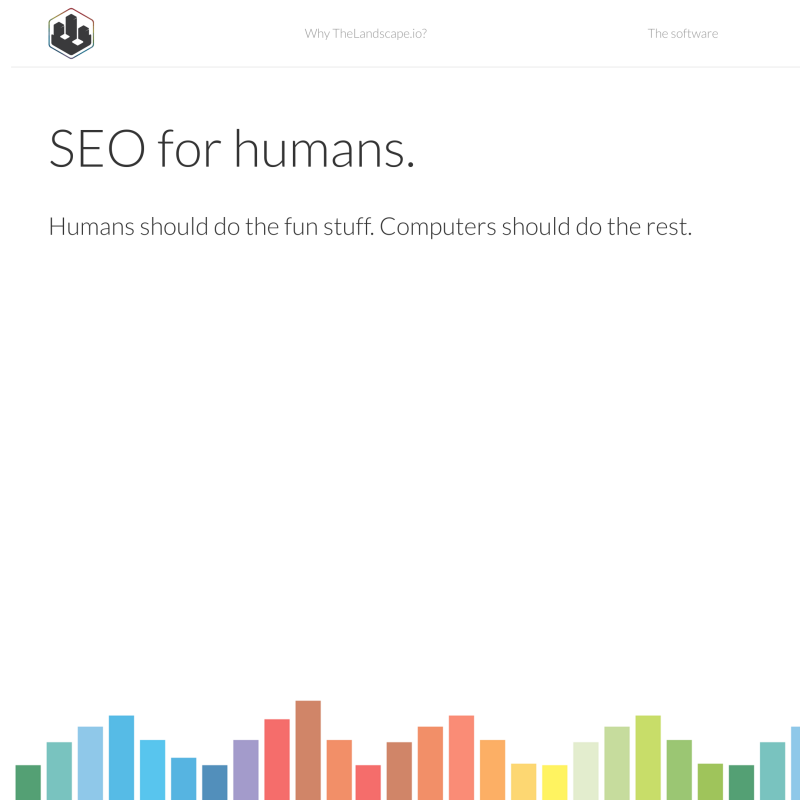 Why TheLandscape.io?
The software
SEO for humans.
Humans should do the fun stuff. Computers should do the rest.